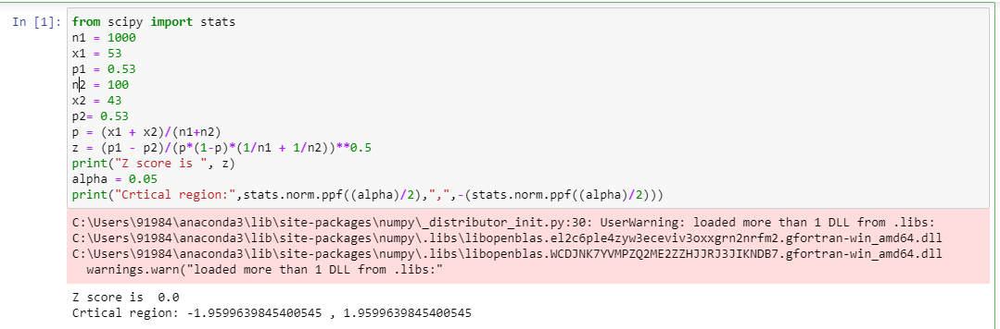 In [1]: from scipy import stats
n1 = 1000
x1 = 53
p1 = 0.53
n2 = 100
x2 = 43
p2= 0.53
p = (x1 + x2)/(n1+n2)
z = (p1 - p2)/(p*(1-p)*(1/n1 + 1/n2))**0.5
print("Z score is ", z)
alpha = 0.05
print("Crtical region:",stats.norm.ppf((alpha)/2),",",-(stats.norm.ppf((alpha)/2)))
C:\Users\91984\anaconda3\lib\site-packages\numpy\_distributor_init.py:30: UserWarning: loaded more than 1 DLL from .libs:
C:\Users\91984\anaconda3\lib\site-packages\numpy\.libs\libopenblas.el2c6ple4zyw3eceviv3oxxgrn2nrfm2.gfortran-win_amd64.dll
C:\Users\91984\anaconda3\lib\site-packages\numpy\.libs\libopenblas.WCDJNK7YVMPZQ2ME2ZZHJJRJ3JIKNDB7.gfortran-win_amd64.dll
warnings.warn("loaded more than 1 DLL from .libs:"
Z score is  0.0
Crtical region: -1.9599639845400545 , 1.9599639845400545